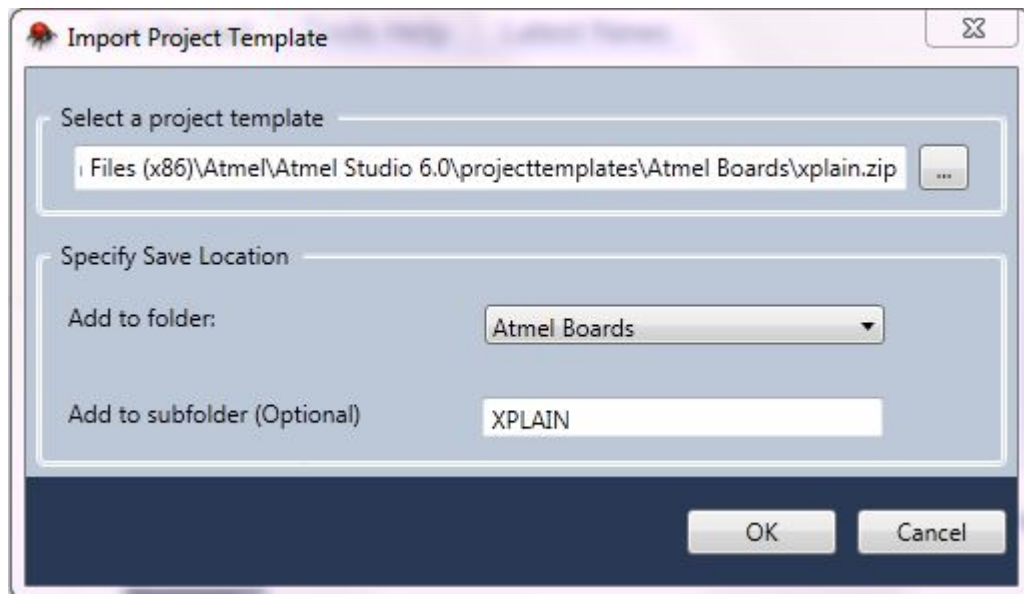 Import Project Template
Select a project template
Files (x86)\Atmel\Atmel Studio 6.0\projecttemplates\Atmel Boards\xplain.zip
...
Specify Save Location
Add to folder:
Atmel Boards
Add to subfolder (Optional)
XPLAIN
OK
Cancel